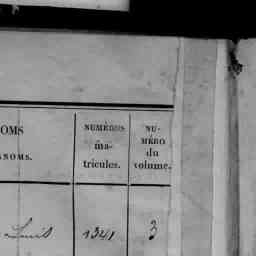 OMS
NOMS.
NUMÉROS
ma-
tricules.
NU-
MÉRO
du
volume.
Louis 1341 3